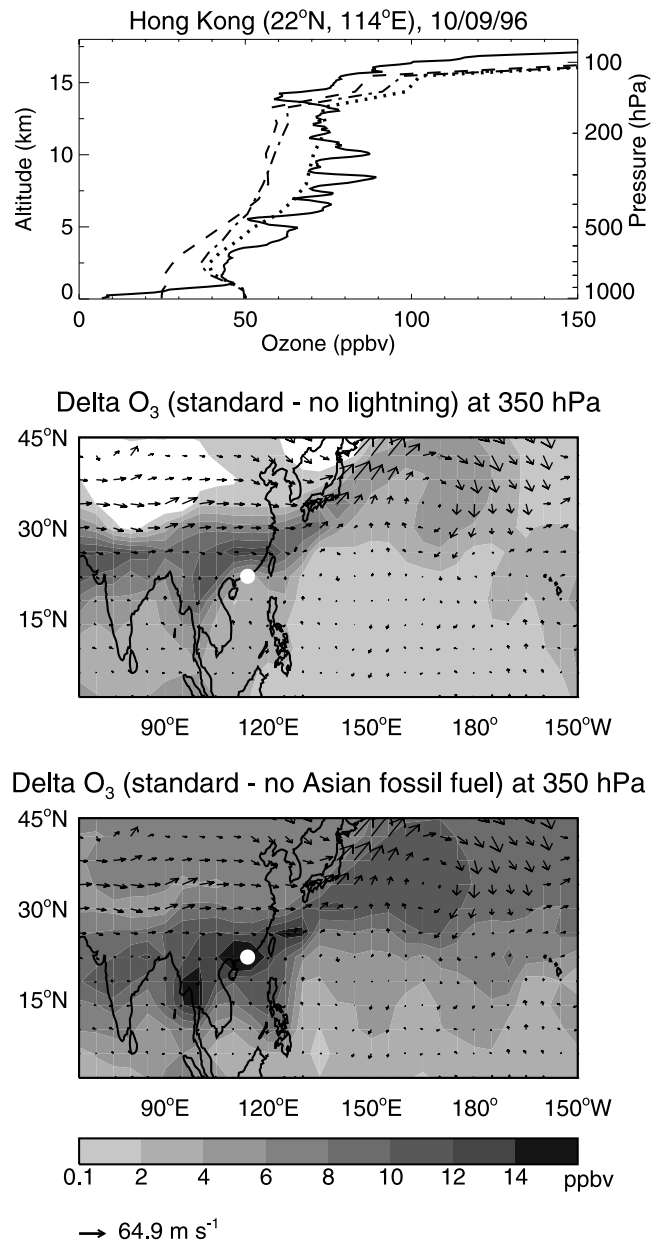 Hong Kong (22°N, 114°E), 10/09/96
Altitude (km)
15
10
5
0
100
200
500
1000
Pressure (hPa)
0 50 100 150
Ozone (ppbv)
Delta O₃ (standard - no lightning) at 350 hPa
45°N
30°N
15°N
90°E 120°E 150°E 180° 150°W
Delta O₃ (standard - no Asian fossil fuel) at 350 hPa
45°N
30°N
15°N
90°E 120°E 150°E 180° 150°W
0.1 2 4 6 8 10 12 14 ppbv
64.9 m s⁻¹